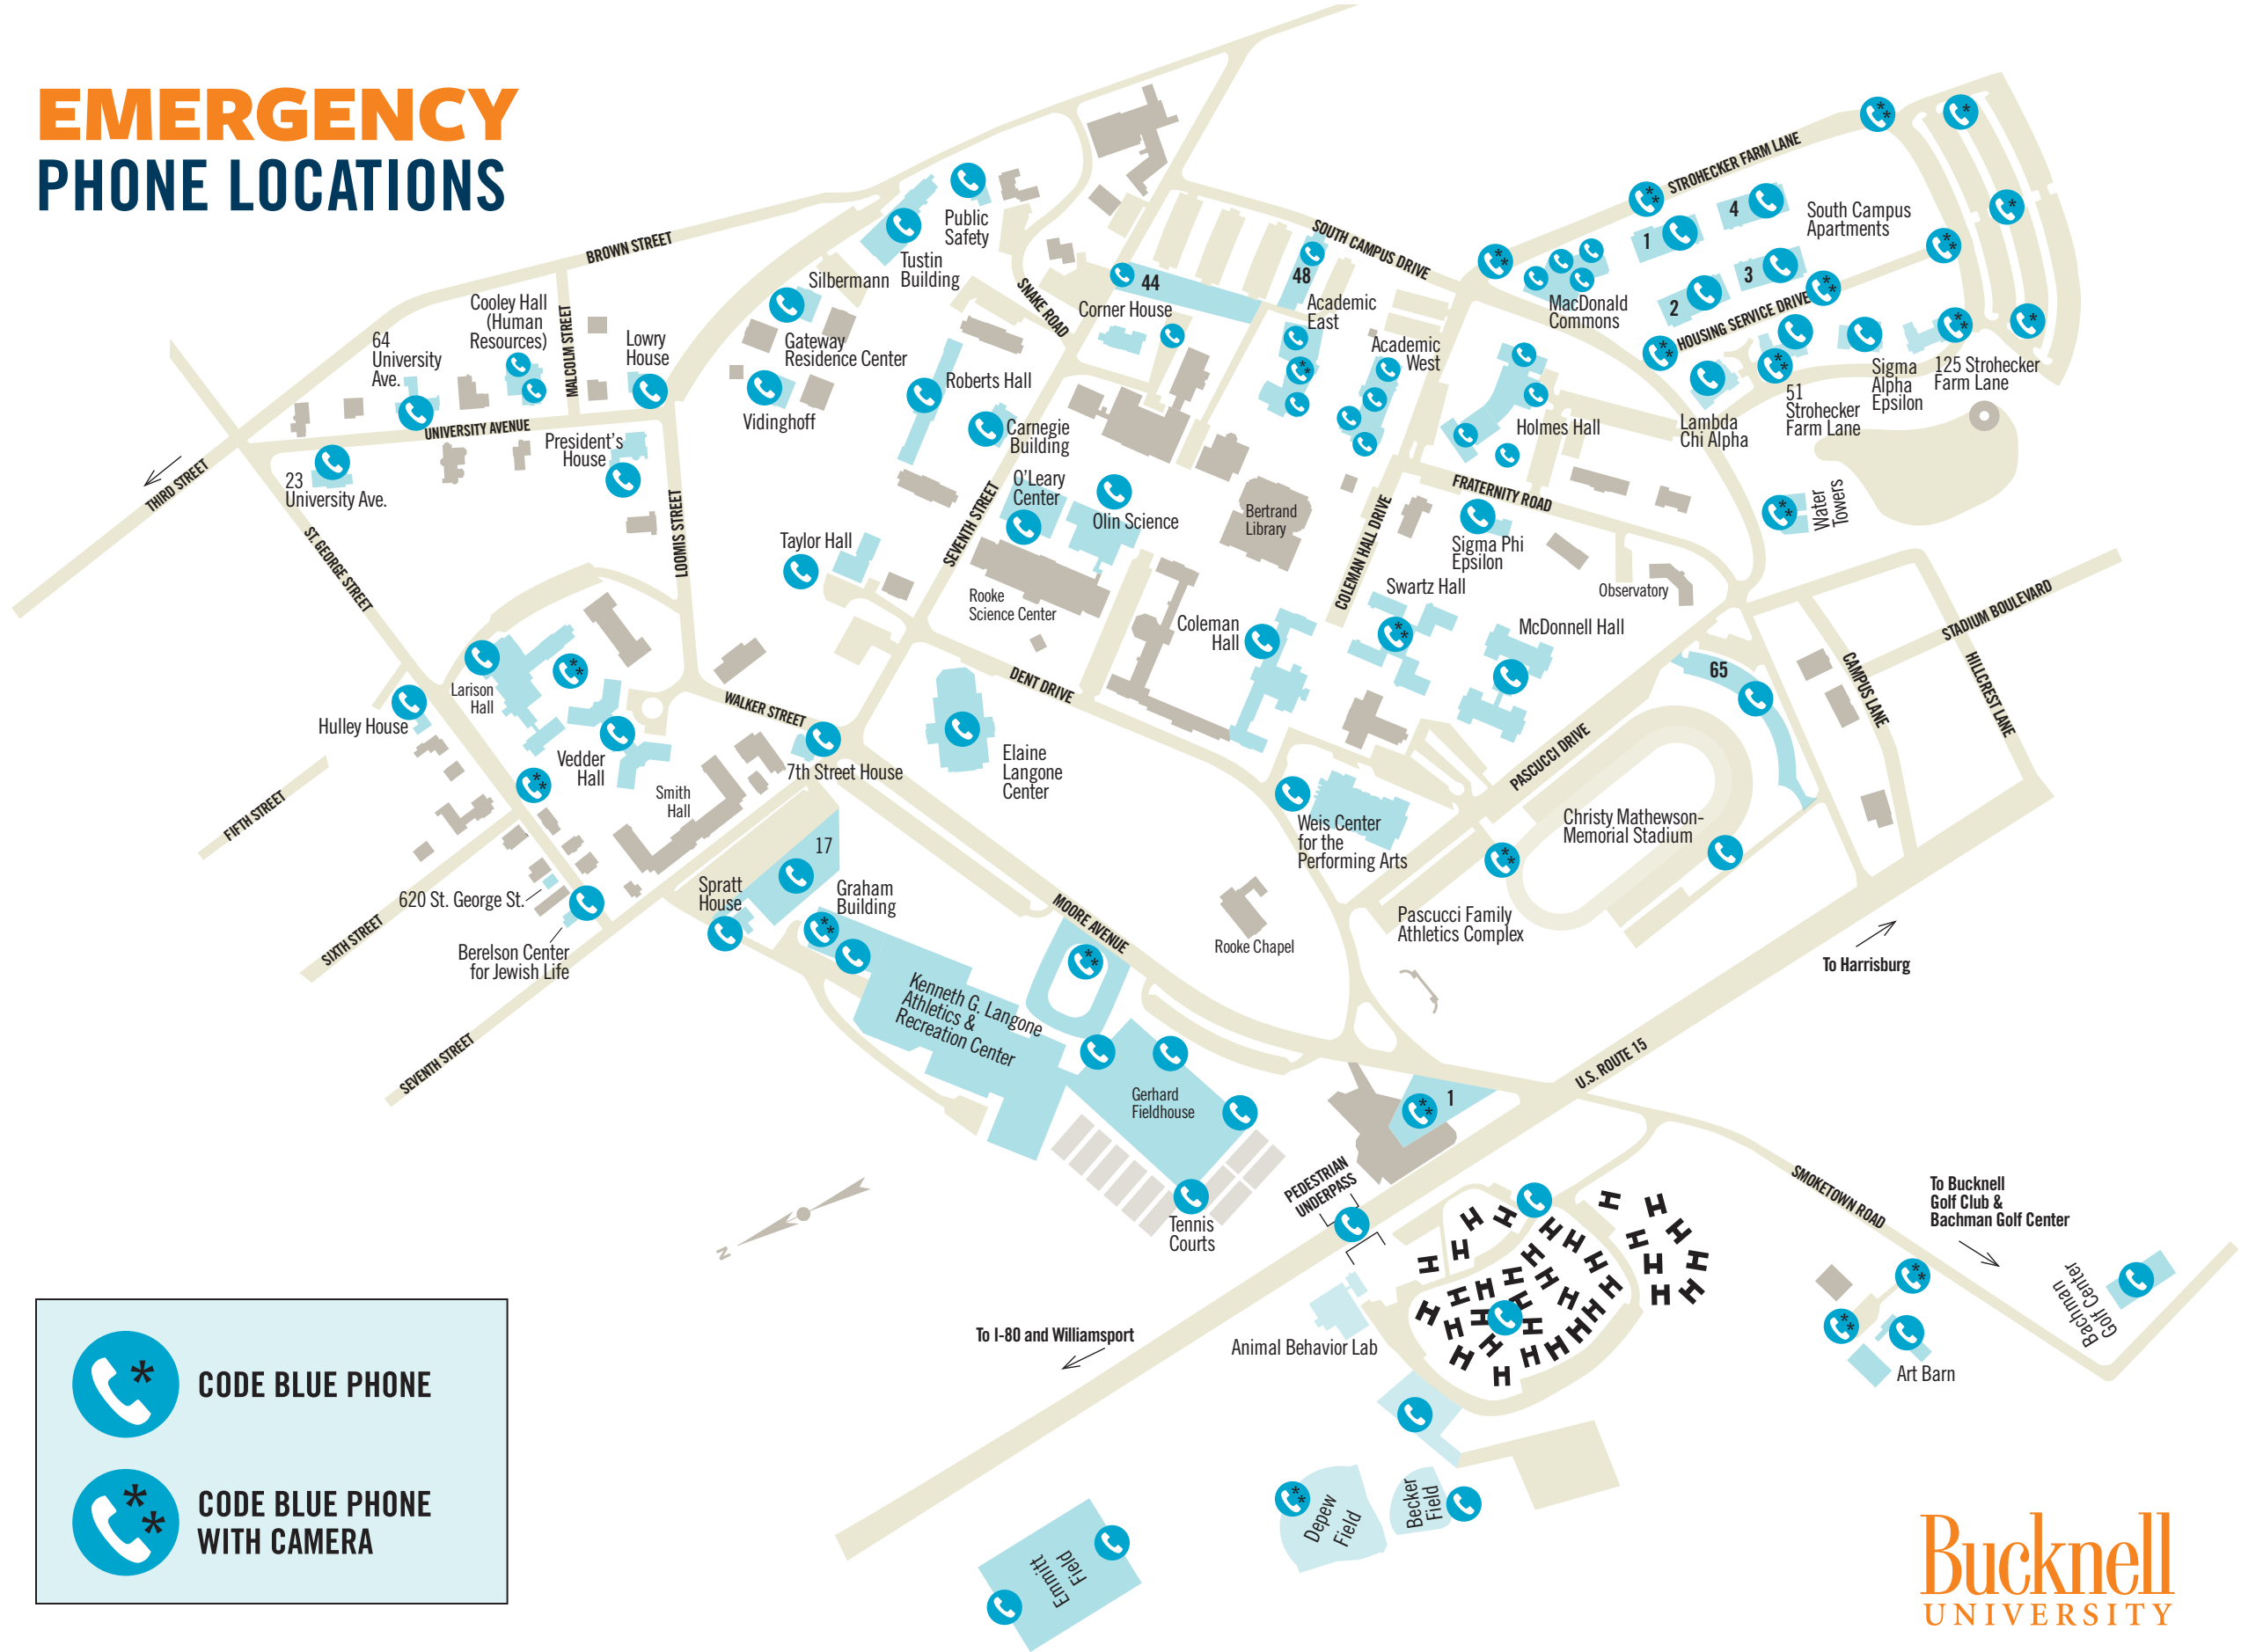 EMERGENCY
PHONE LOCATIONS
BROWN STREET
Public
Safety
Tustin
Building
Silbermann
SNAKE ROAD
44
Corner House
48
SOUTH CAMPUS DRIVE
STROHECKER FARM LANE
4
1
South Campus
Apartments
3
2
MacDonald
Commons
HOUSING SERVICE DRIVE
Academic
East
Academic
West
Cooley Hall
(Human
Resources)
MALCOLM STREET
64
University
Ave.
Lowry
House
Gateway
Residence Center
Vidinghoff
Roberts Hall
Carnegie
Building
Holmes Hall
Lambda
Chi Alpha
51
Strohecker
Farm Lane
Sigma
Alpha
Epsilon
125 Strohecker
Farm Lane
UNIVERSITY AVENUE
President's
House
23
University Ave.
THIRD STREET
ST. GEORGE STREET
LOOMIS STREET
Taylor Hall
SEVENTH STREET
O'Leary
Center
Olin Science
Bertrand
Library
COLEMAN HALL DRIVE
FRATERNITY ROAD
Sigma Phi
Epsilon
Water
Towers
Rooke
Science Center
Swartz Hall
Observatory
Coleman
Hall
McDonnell Hall
STADIUM BOULEVARD
CAMPUS LANE
HILLCREST LANE
65
DENT DRIVE
Larison
Hall
Hulley House
WALKER STREET
Vedder
Hall
7th Street House
Elaine
Langone
Center
Smith
Hall
PASCUCCI DRIVE
Weis Center
for the
Performing Arts
Christy Mathewson-
Memorial Stadium
FIFTH STREET
17
Spratt
House
Graham
Building
620 St. George St.
SIXTH STREET
Berelson Center
for Jewish Life
MOORE AVENUE
Rooke Chapel
Pascucci Family
Athletics Complex
To Harrisburg
Kenneth G. Langone
Athletics &
Recreation Center
SEVENTH STREET
Gerhard
Fieldhouse
1
U.S. ROUTE 15
PEDESTRIAN
UNDERPASS
Tennis
Courts
SMOKETOWN ROAD
To Bucknell
Golf Club &
Bachman Golf Center
N
To I-80 and Williamsport
Animal Behavior Lab
Art Barn
Bachman
Golf Center
CODE BLUE PHONE
CODE BLUE PHONE
WITH CAMERA
Depew
Field
Becker
Field
Emmitt
Field
Bucknell
UNIVERSITY